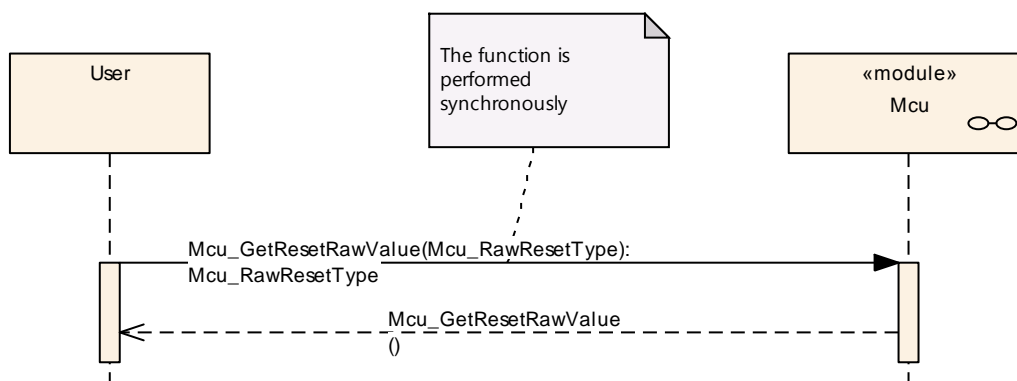 User
The function is
performed
synchronously
«module»
Mcu
Mcu_GetResetRawValue(Mcu_RawResetType):
Mcu_RawResetType
Mcu_GetResetRawValue
()